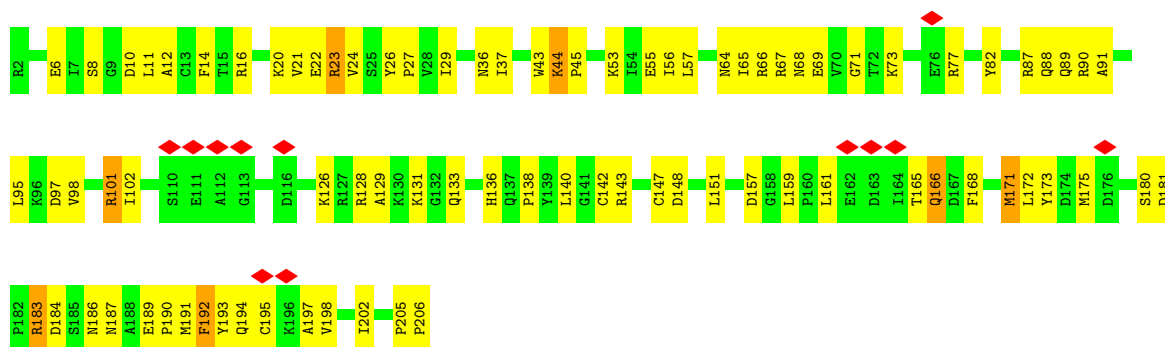 R2 E6 I7 S8 G9 D10 L11 A12 C13 F14 T15 R16 K20 V21 E22 R23 V24 S25 Y26 P27 V28 I29 N36 I37 W43 K44 P45 K53 I54 E55 I56 L57 N64 I65 R66 R67 N68 E69 V70 G71 T72 K73 E76 R77 Y82 R87 Q88 Q89 R90 A91
L95 K96 D97 V98 R101 I102 S110 E111 A112 G113 D116 K126 R127 R128 A129 K130 K131 G132 Q133 H136 Q137 P138 Y139 L140 G141 C142 R143 C147 D148 L151 D157 G158 L159 P160 L161 E162 D163 I164 T165 Q166 D167 F168 M171 L172 Y173 D174 M175 D176 S180 D181
P182 R183 D184 S185 N186 N187 A188 E189 P190 M191 F192 Y193 Q194 C195 K196 A197 V198 I202 P205 P206